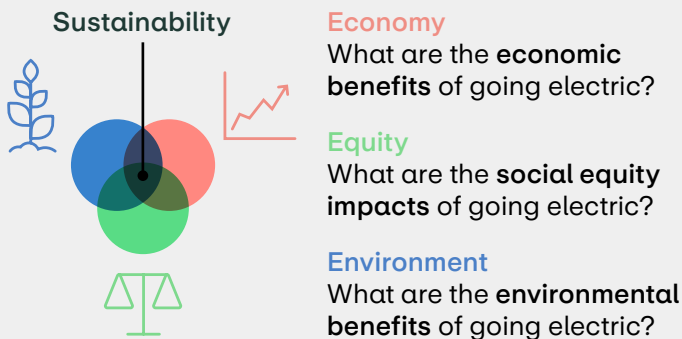 Sustainability
Economy
What are the economic
benefits of going electric?
Equity
What are the social equity
impacts of going electric?
Environment
What are the environmental
benefits of going electric?